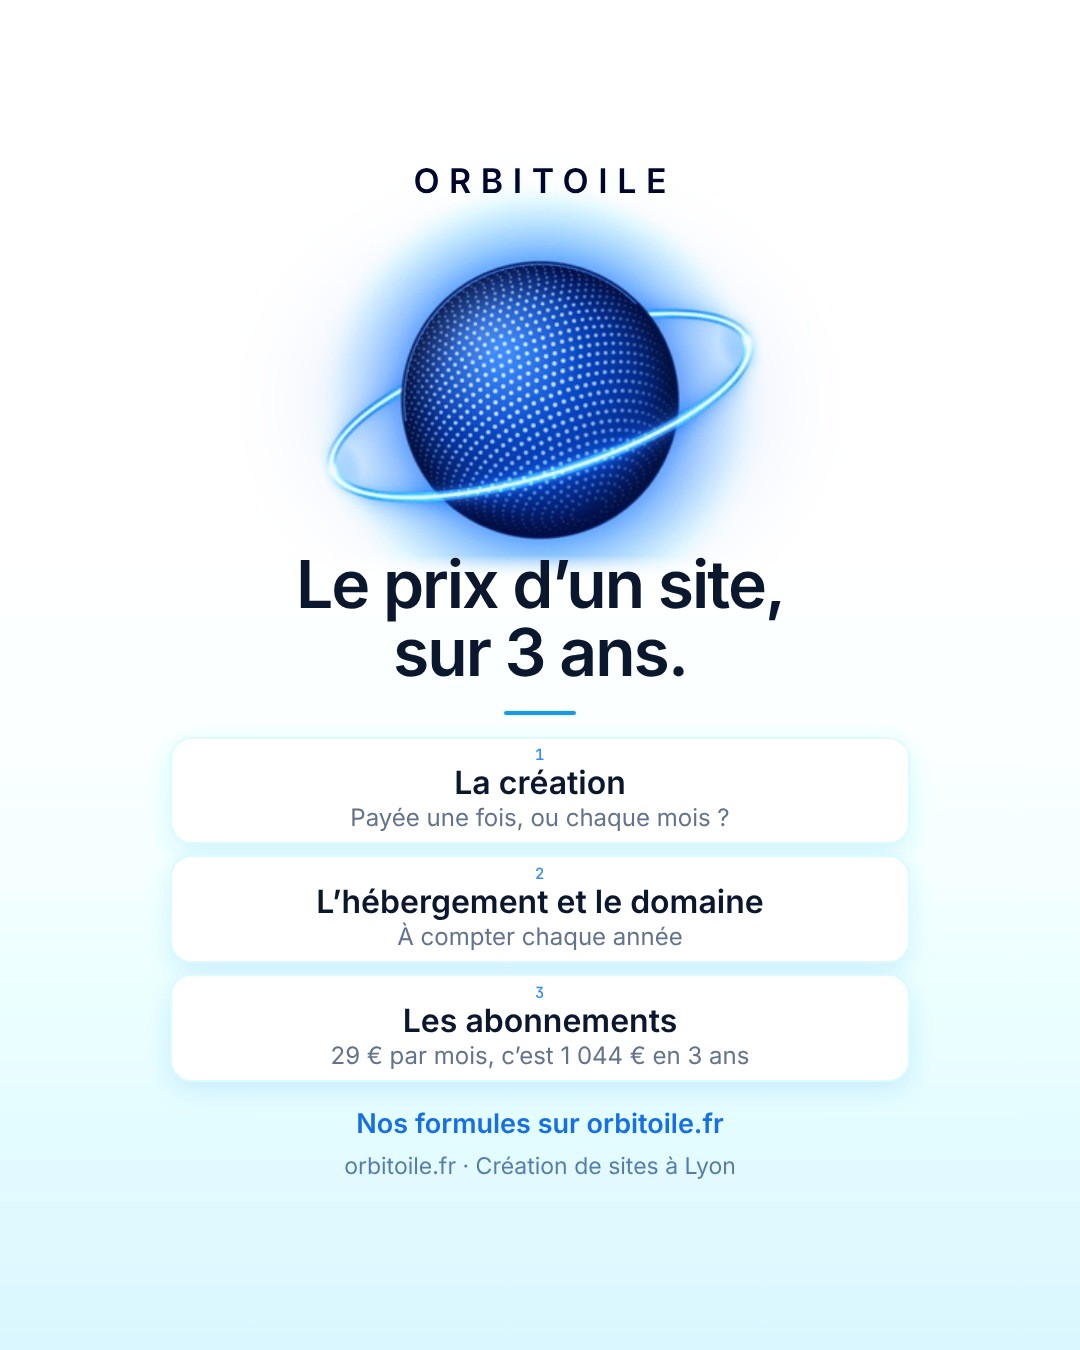 ORBITOILE
Le prix d’un site,
sur 3 ans.
1
La création
Payée une fois, ou chaque mois ?
2
L’hébergement et le domaine
À compter chaque année
3
Les abonnements
29 € par mois, c’est 1 044 € en 3 ans
Nos formules sur orbitoile.fr
orbitoile.fr · Création de sites à Lyon